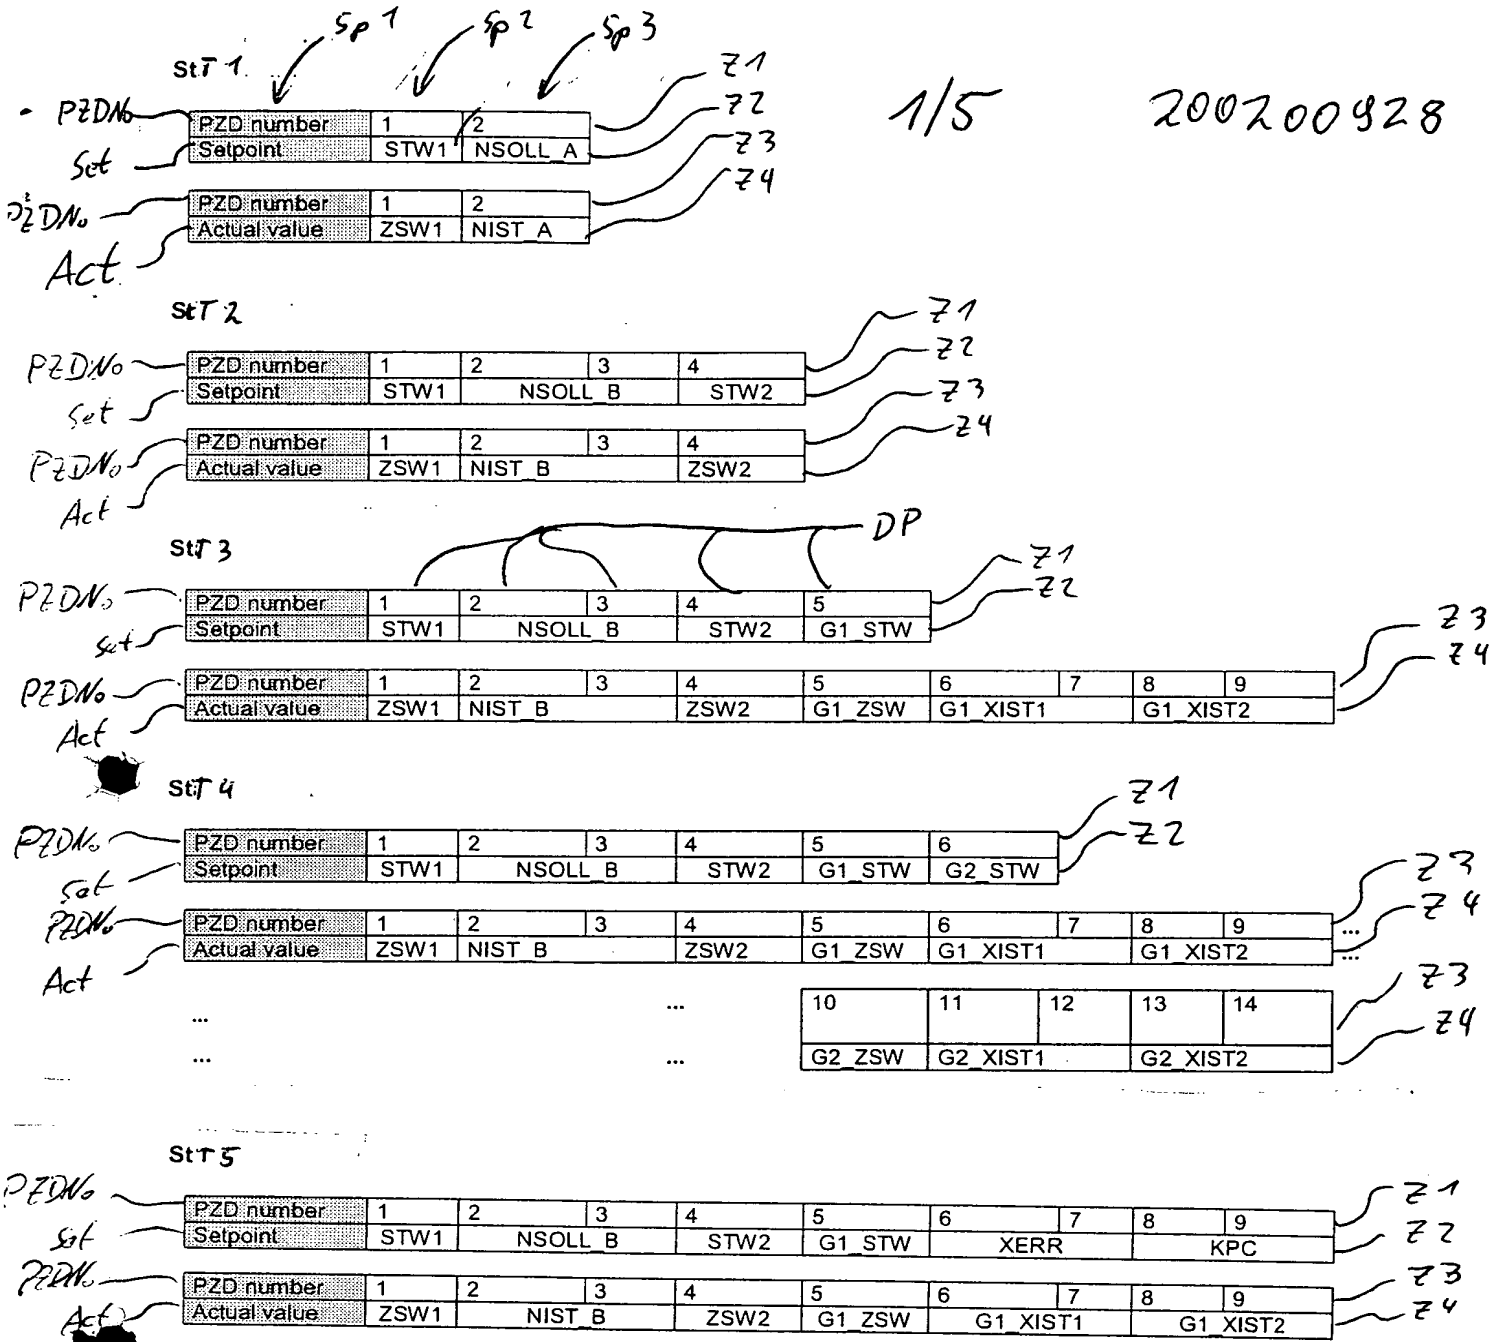 Sp 1 Sp 2 Sp 3
StT 1 Z1
1/5 200200928
PZDNo PZD number 1 2 Z2
Set Setpoint STW1 NSOLL_A Z3
PZDNo PZD number 1 2 Z4
Act Actual value ZSW1 NIST_A
StT 2 Z1
PZDNo PZD number 1 2 3 4 Z2
Set Setpoint STW1 NSOLL_B STW2 Z3
PZDNo PZD number 1 2 3 4 Z4
Act Actual value ZSW1 NIST_B ZSW2
DP
StT 3 Z1
PZDNo PZD number 1 2 3 4 5 Z2
Set Setpoint STW1 NSOLL_B STW2 G1_STW Z3
PZDNo PZD number 1 2 3 4 5 6 7 8 9 Z4
Act Actual value ZSW1 NIST_B ZSW2 G1_ZSW G1_XIST1 G1_XIST2
StT 4 Z1
PZDNo PZD number 1 2 3 4 5 6 Z2
Set Setpoint STW1 NSOLL_B STW2 G1_STW G2_STW Z3
PZDNo PZD number 1 2 3 4 5 6 7 8 9 ... Z4
Act Actual value ZSW1 NIST_B ZSW2 G1_ZSW G1_XIST1 G1_XIST2 ...
... ... 10 11 12 13 14 Z3
... ... G2_ZSW G2_XIST1 G2_XIST2 Z4
StT 5
PZDNo PZD number 1 2 3 4 5 6 7 8 9 Z1
Set Setpoint STW1 NSOLL_B STW2 G1_STW XERR KPC Z2
PZDNo PZD number 1 2 3 4 5 6 7 8 9 Z3
Act Actual value ZSW1 NIST_B ZSW2 G1_ZSW G1_XIST1 G1_XIST2 Z4